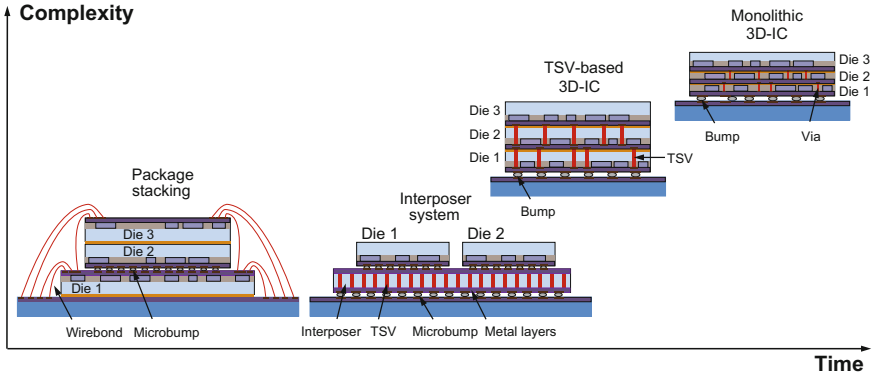 Complexity
Monolithic
3D-IC
Die 3
Die 2
Die 1
Bump
Via
TSV-based
3D-IC
Die 3
Die 2
Die 1
TSV
Bump
Package
stacking
Die 3
Die 2
Die 1
Wirebond
Microbump
Interposer
system
Die 1
Die 2
Interposer
TSV
Microbump
Metal layers
Time